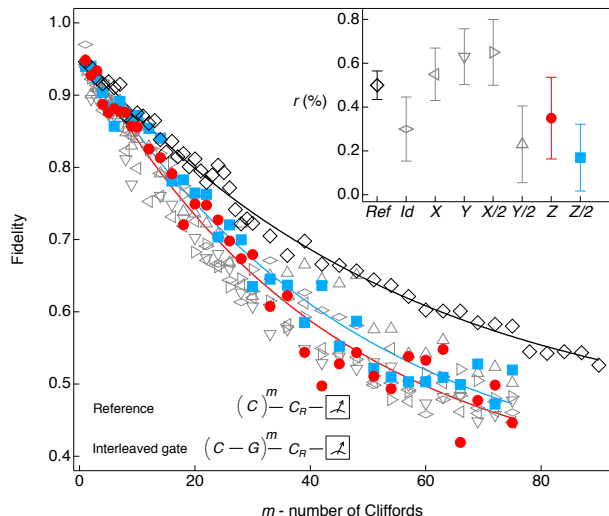 1.0
0.9
0.8
0.7
0.6
0.5
0.4
Fidelity
0
20
40
60
80
m - number of Cliffords
0.8
0.6
0.4
0.2
0.0
r (%)
Ref Id X Y X/2 Y/2 Z Z/2
Reference (C)^m — C_R —
Interleaved gate (C — G)^m — C_R —